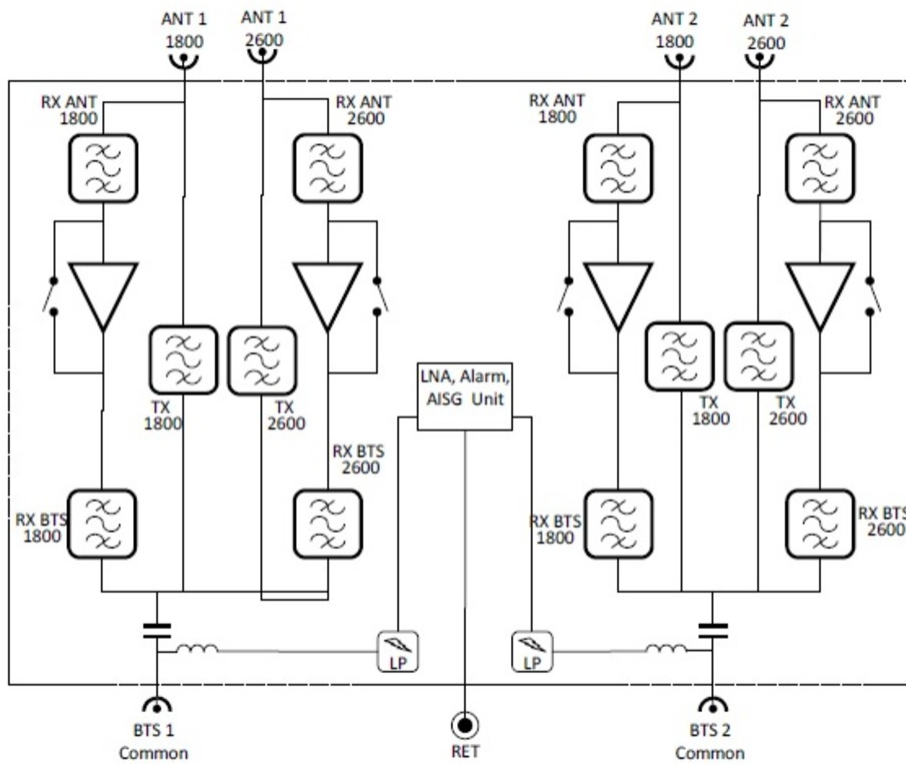 ANT 1
1800
ANT 1
2600
ANT 2
1800
ANT 2
2600
RX ANT
1800
RX ANT
2600
RX ANT
1800
RX ANT
2600
TX
1800
TX
2600
LNA, Alarm,
AISG Unit
TX
1800
TX
2600
RX BTS
2600
RX BTS
1800
RX BTS
1800
RX BTS
2600
LP
LP
BTS 1
Common
RET
BTS 2
Common